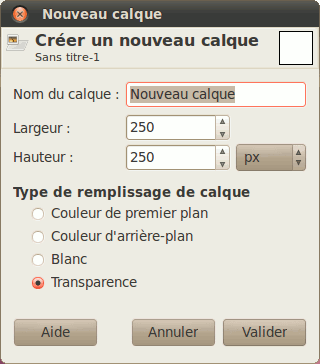 Nouveau calque
Créer un nouveau calque
Sans titre-1
Nom du calque : Nouveau calque
Largeur : 250
Hauteur : 250 px
Type de remplissage de calque
Couleur de premier plan
Couleur d'arrière-plan
Blanc
Transparence
Aide Annuler Valider